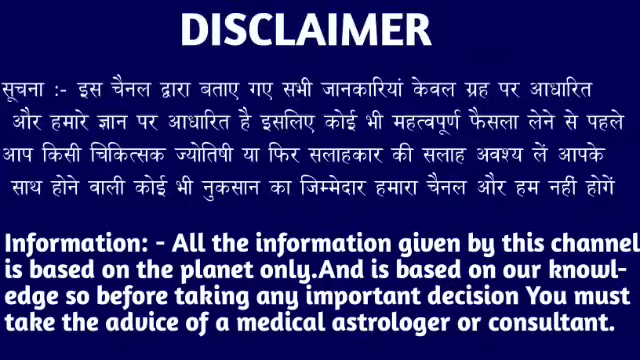 DISCLAIMER
सूचना :- इस चैनल द्वारा बताए गए सभी जानकारियां केवल ग्रह पर आधारित
और हमारे ज्ञान पर आधारित है इसलिए कोई भी महत्वपूर्ण फैसला लेने से पहले
आप किसी चिकित्सक ज्योतिषी या फिर सलाहकार की सलाह अवश्य लें आपके
साथ होने वाली कोई भी नुकसान का जिम्मेदार हमारा चैनल और हम नहीं होगें
Information: - All the information given by this channel
is based on the planet only.And is based on our knowl-
edge so before taking any important decision You must
take the advice of a medical astrologer or consultant.